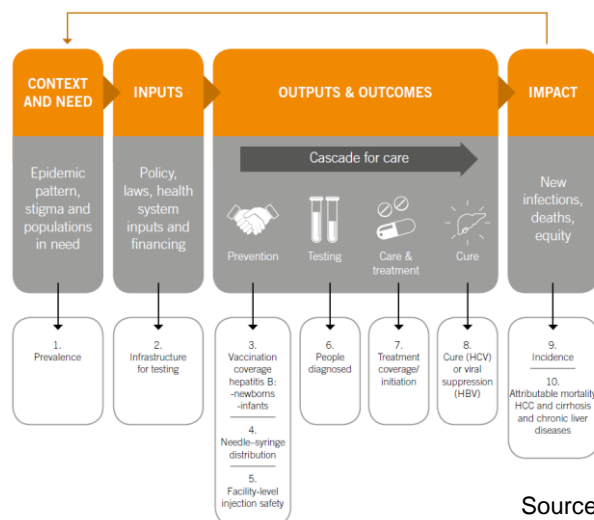 CONTEXT
AND NEED
INPUTS
OUTPUTS & OUTCOMES
IMPACT
Epidemic
pattern,
stigma and
populations
in need
Policy,
laws, health
system
inputs and
financing
Cascade for care
Prevention
Testing
Care &
treatment
Cure
New
infections,
deaths,
equity
1.
Prevalence
2.
Infrastructure
for testing
3.
Vaccination
coverage
hepatitis B:
-newborns
-infants
4.
Needle–syringe
distribution
5.
Facility-level
injection safety
6.
People
diagnosed
7.
Treatment
coverage/
initiation
8.
Cure (HCV)
or viral
suppression
(HBV)
9.
Incidence
10.
Attributable mortality
HCC and cirrhosis
and chronic liver
diseases
Source